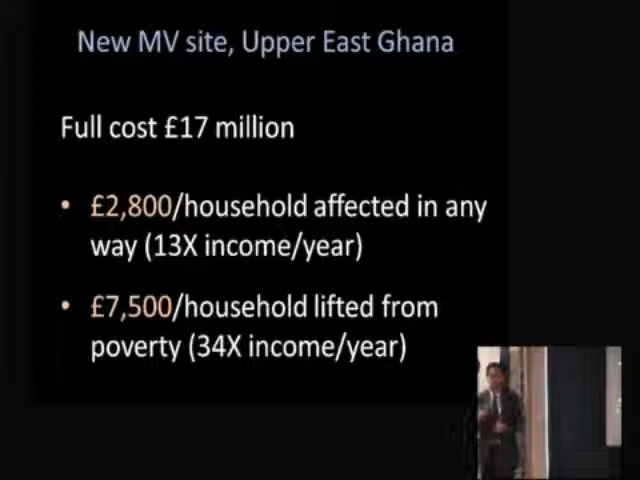 New MV site, Upper East Ghana
Full cost £17 million
• £2,800/household affected in any
way (13X income/year)
• £7,500/household lifted from
poverty (34X income/year)